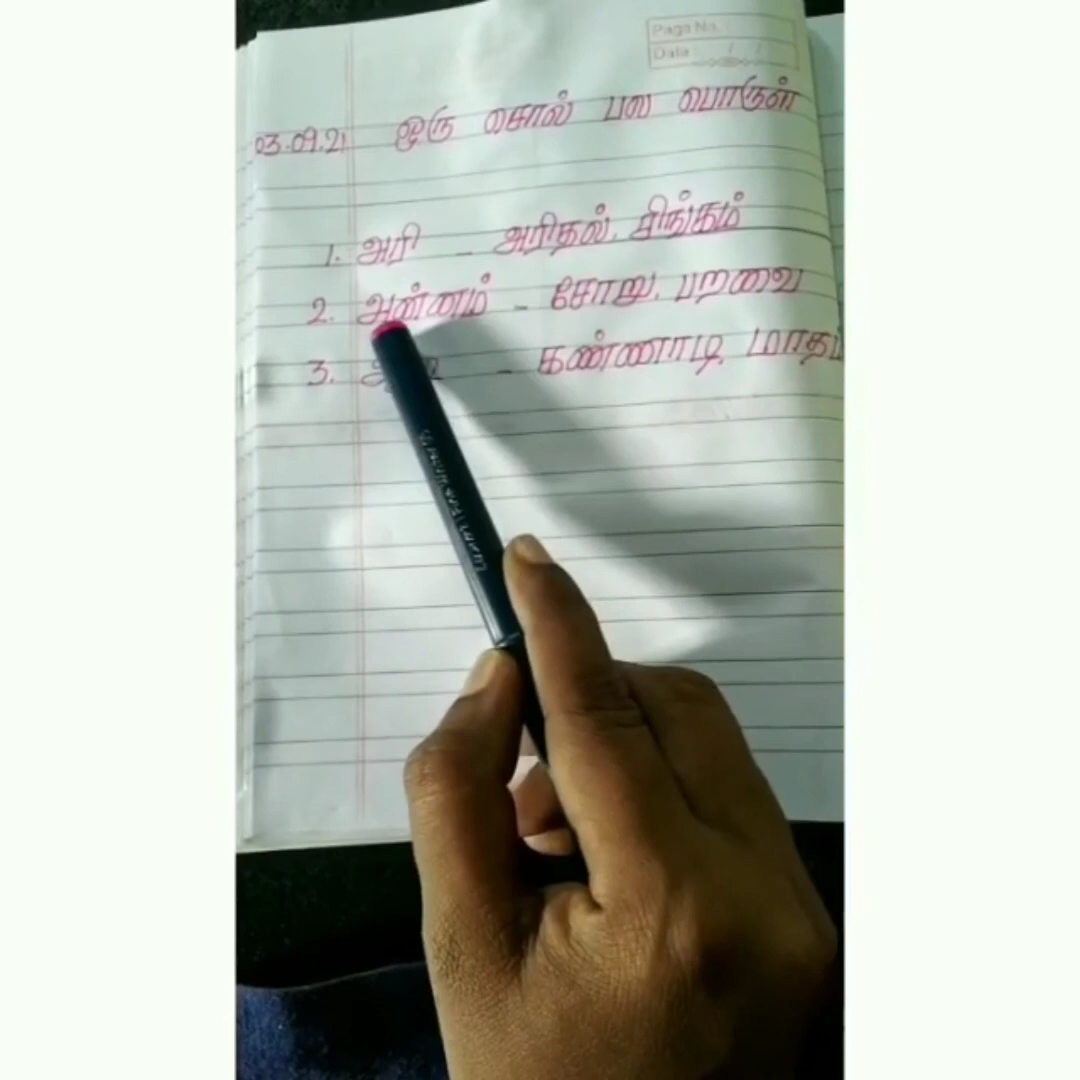 Page No.
Date: / /
03.09.21 ஒரு சொல் பல பொருள்
1. அரி - அரிதல், சிங்கம்
2. அன்னம் - சோறு, பறவை
3. - கண்ணாடி, மாதம்